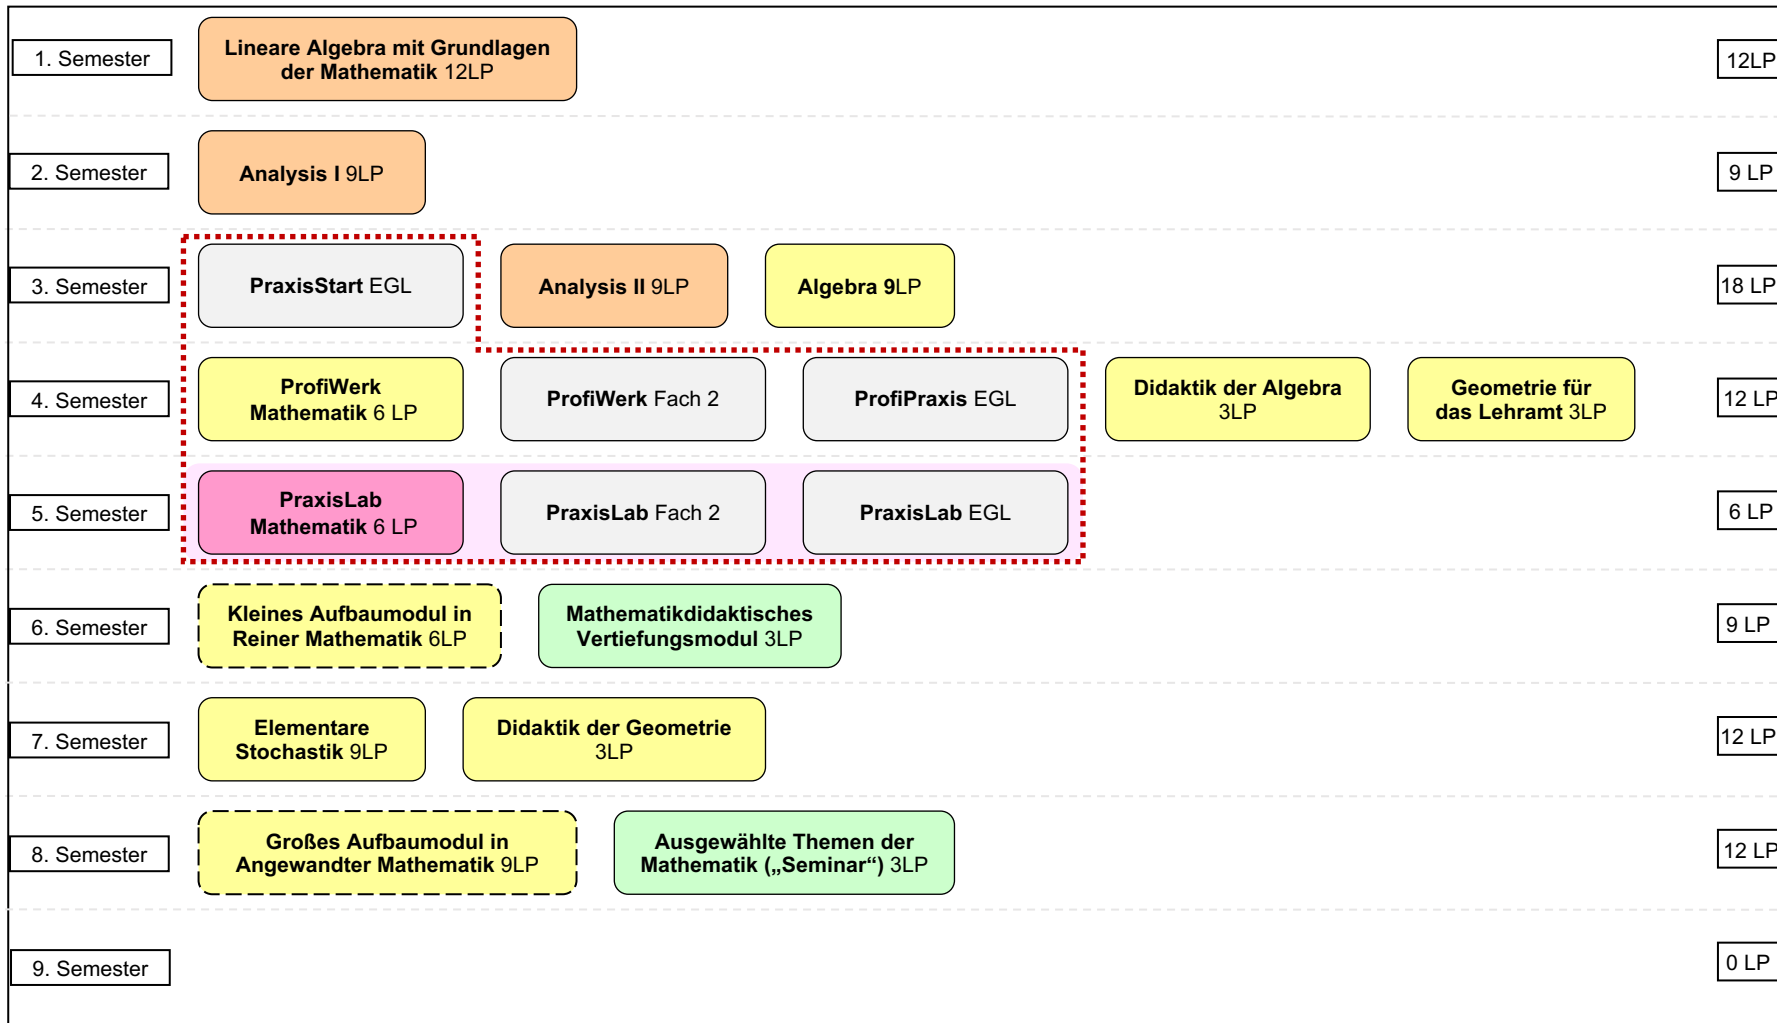 1. Semester
Lineare Algebra mit Grundlagen
der Mathematik 12LP
12LP
2. Semester
Analysis I 9LP
9 LP
3. Semester
PraxisStart EGL
Analysis II 9LP
Algebra 9LP
18 LP
4. Semester
ProfiWerk
Mathematik 6 LP
ProfiWerk Fach 2
ProfiPraxis EGL
Didaktik der Algebra
3LP
Geometrie für
das Lehramt 3LP
12 LP
5. Semester
PraxisLab
Mathematik 6 LP
PraxisLab Fach 2
PraxisLab EGL
6 LP
6. Semester
Kleines Aufbaumodul in
Reiner Mathematik 6LP
Mathematikdidaktisches
Vertiefungsmodul 3LP
9 LP
7. Semester
Elementare
Stochastik 9LP
Didaktik der Geometrie
3LP
12 LP
8. Semester
Großes Aufbaumodul in
Angewandter Mathematik 9LP
Ausgewählte Themen der
Mathematik („Seminar“) 3LP
12 LP
9. Semester
0 LP